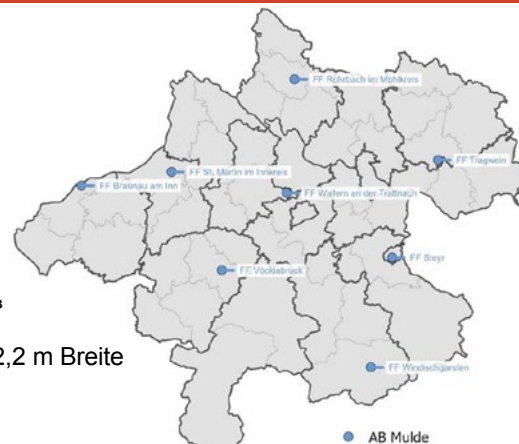 FF Rohrbach im Mühlkreis
FF Tragwein
FF St. Martin im Innkreis
FF Braunau am Inn
FF Wallern an der Trattnach
FF Steyr
FF Vöcklabruck
2,2 m Breite
FF Windischgarsten
AB Mulde